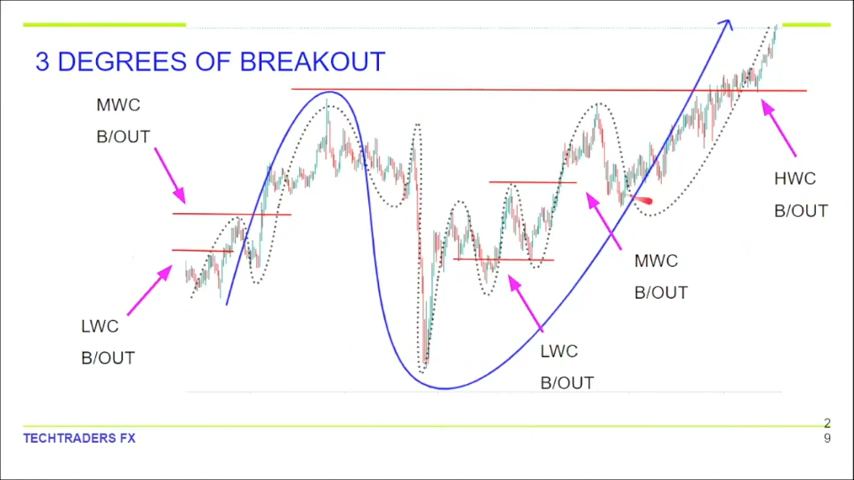 3 DEGREES OF BREAKOUT
MWC
B/OUT
HWC
B/OUT
MWC
B/OUT
LWC
B/OUT
LWC
B/OUT
TECHTRADERS FX
2
9